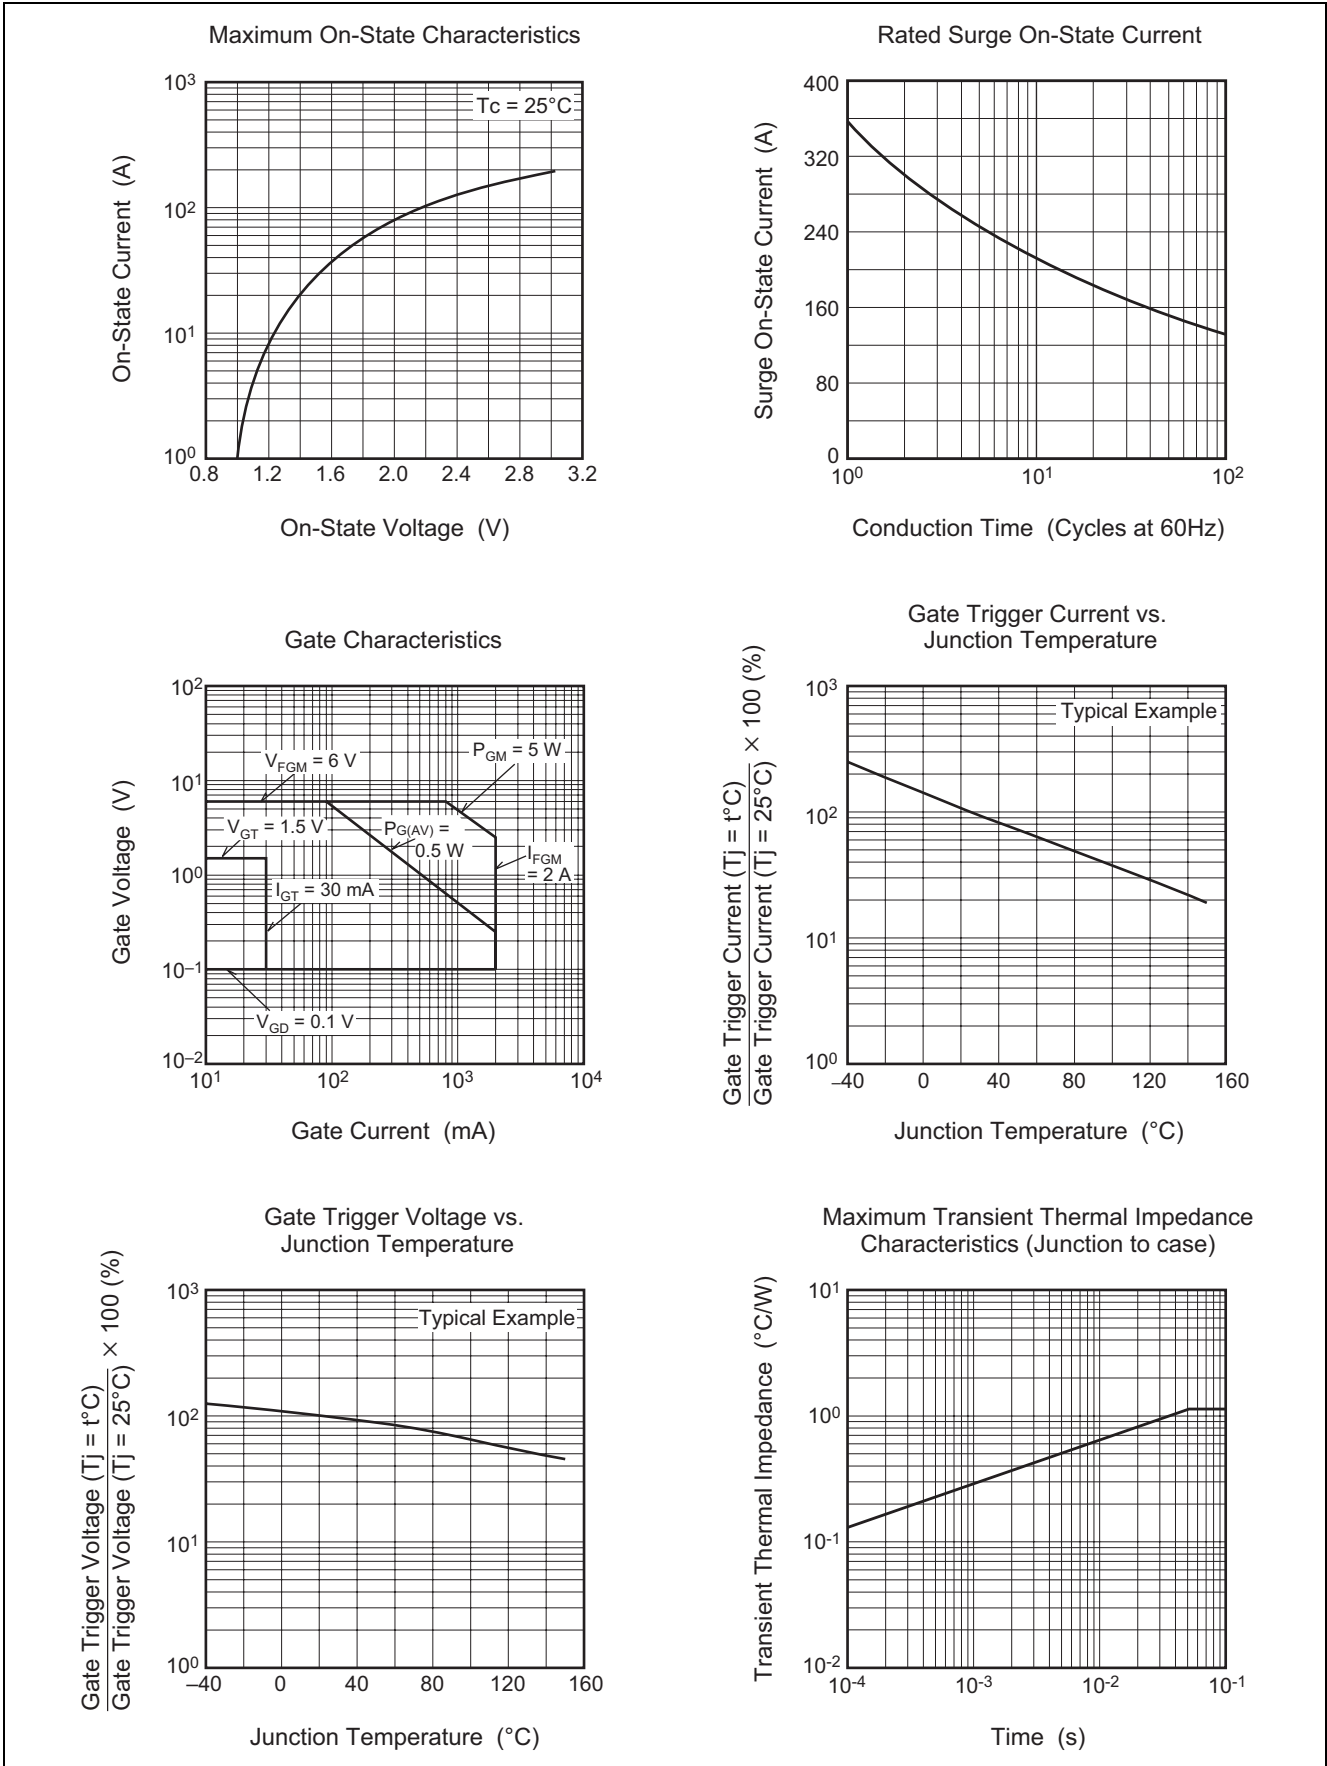 Maximum On-State Characteristics
On-State Current (A)
10³
10²
10¹
10⁰
Tc = 25°C
0.8 1.2 1.6 2.0 2.4 2.8 3.2
On-State Voltage (V)
Rated Surge On-State Current
Surge On-State Current (A)
400
320
240
160
80
0
10⁰ 10¹ 10²
Conduction Time (Cycles at 60Hz)
Gate Characteristics
Gate Voltage (V)
10²
10¹
10⁰
10–¹
10–²
V_FGM = 6 V
P_GM = 5 W
V_GT = 1.5 V
P_G(AV) =
0.5 W
I_FGM
= 2 A
I_GT = 30 mA
V_GD = 0.1 V
10¹ 10² 10³ 10⁴
Gate Current (mA)
Gate Trigger Current vs.
Junction Temperature
Gate Trigger Current (Tj = t°C)
Gate Trigger Current (Tj = 25°C)
× 100 (%)
10³
10²
10¹
10⁰
Typical Example
–40 0 40 80 120 160
Junction Temperature (°C)
Gate Trigger Voltage vs.
Junction Temperature
Gate Trigger Voltage (Tj = t°C)
Gate Trigger Voltage (Tj = 25°C)
× 100 (%)
10³
10²
10¹
10⁰
Typical Example
–40 0 40 80 120 160
Junction Temperature (°C)
Maximum Transient Thermal Impedance
Characteristics (Junction to case)
Transient Thermal Impedance (°C/W)
10¹
10⁰
10-¹
10-²
10-⁴ 10-³ 10-² 10-¹
Time (s)